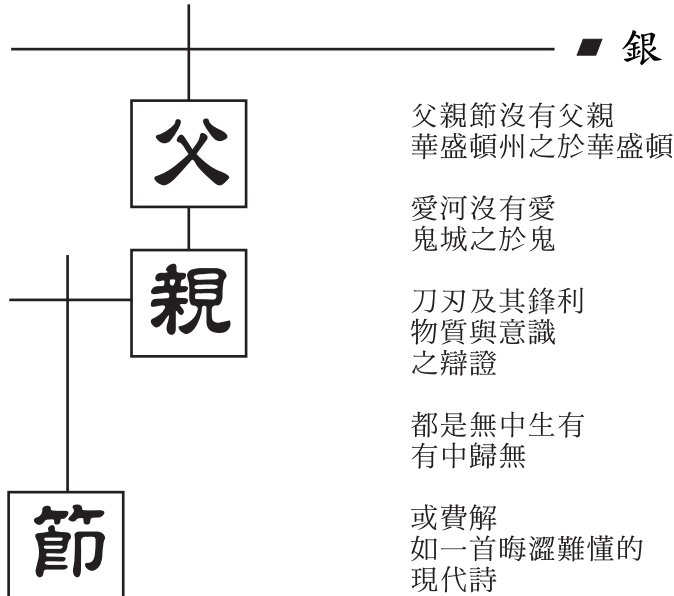 父
親
節
銀
父親節沒有父親
華盛頓州之於華盛頓
愛河沒有愛
鬼城之於鬼
刀刃及其鋒利
物質與意識
之辯證
都是無中生有
有中歸無
或費解
如一首晦澀難懂的
現代詩